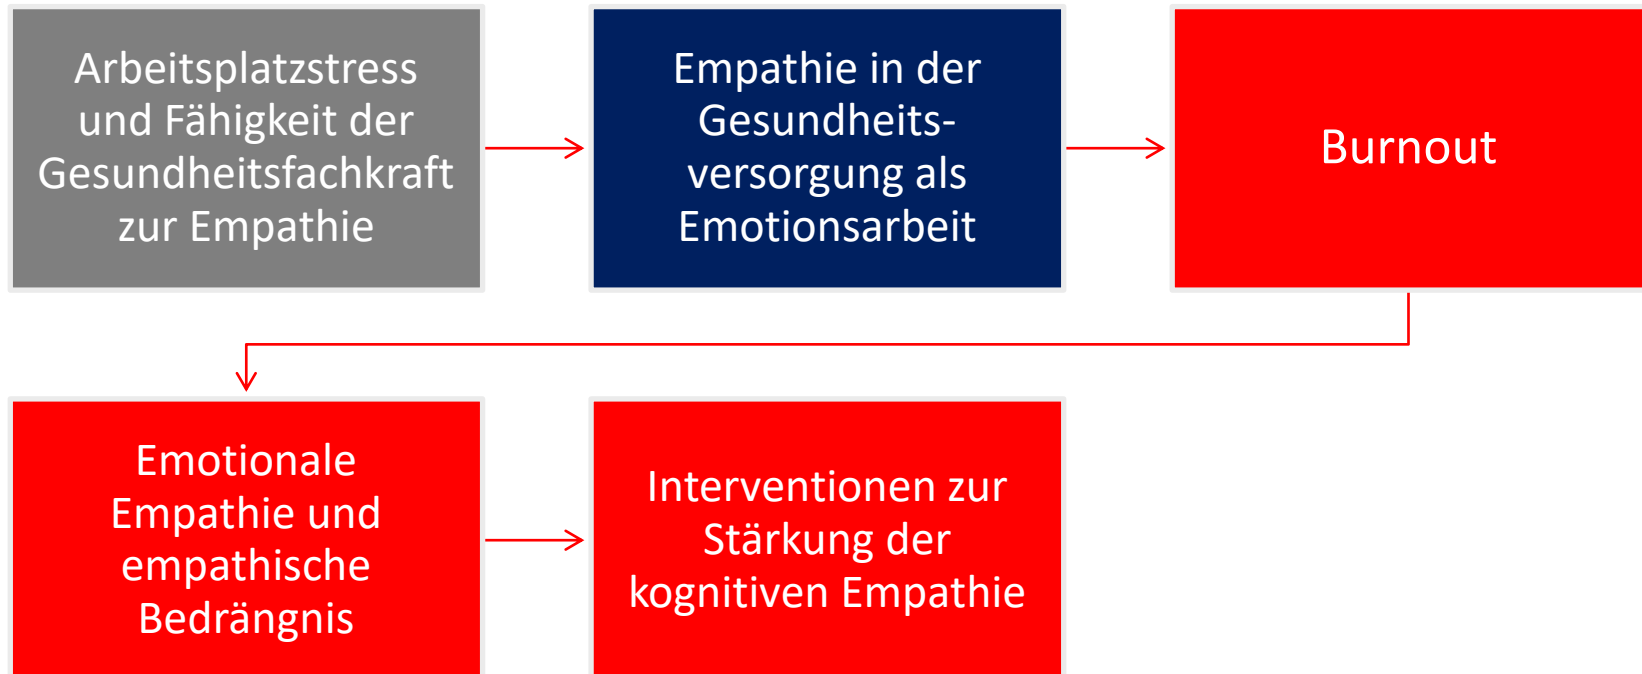 Arbeitsplatzstress
und Fähigkeit der
Gesundheitsfachkraft
zur Empathie
Empathie in der
Gesundheits-
versorgung als
Emotionsarbeit
Burnout
Emotionale
Empathie und
empathische
Bedrängnis
Interventionen zur
Stärkung der
kognitiven Empathie